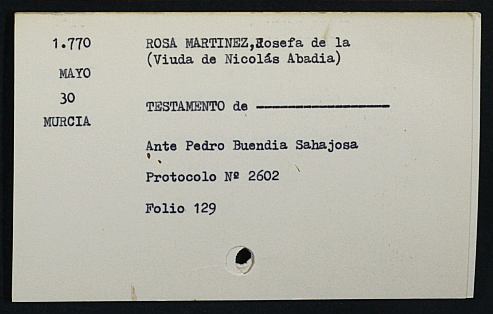 1.770
MAYO
30
MURCIA
ROSA MARTINEZ, Josefa de la
(Viuda de Nicolás Abadia)
TESTAMENTO de -----------------
Ante Pedro Buendia Sahajosa
Protocolo Nº 2602
Folio 129